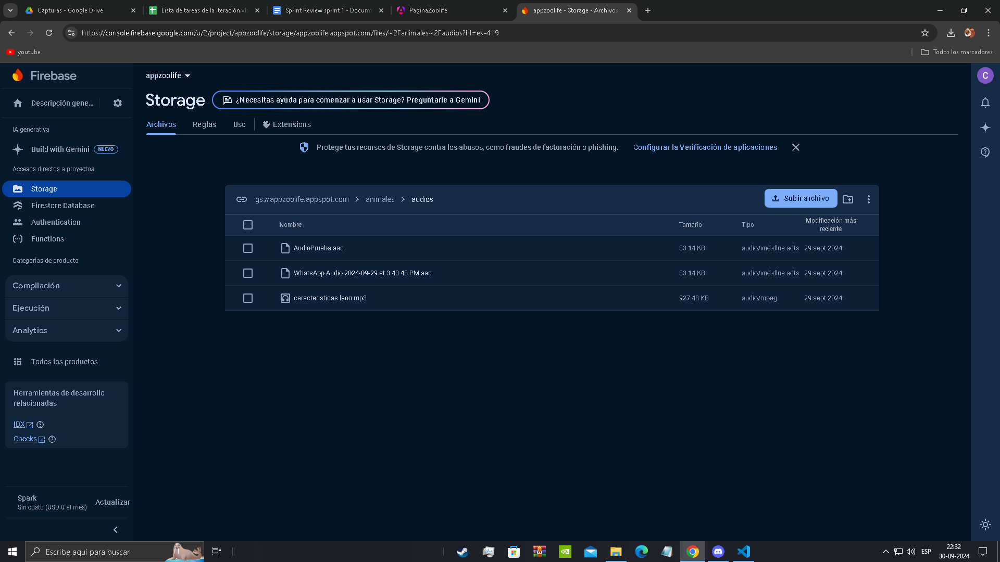 Capturas - Google Drive
Lista de tareas de la iteración.xls
Sprint Review sprint 1 - Docume
PaginaZoolife
appzoolife - Storage - Archivos
https://console.firebase.google.com/u/2/project/appzoolife/storage/appzoolife.appspot.com/files/~2Fanimales~2Faudios?hl=es-419
youtube
Todos los marcadores
Firebase
Descripción gene...
IA generativa
Build with Gemini NUEVO
Accesos directos a proyectos
Storage
Firestore Database
Authentication
Functions
Categorías de producto
Compilación
Ejecución
Analytics
Todos los productos
Herramientas de desarrollo
relacionadas
IDX
Checks
Spark
Sin costo (USD 0 al mes)
Actualizar
appzoolife
Storage
¿Necesitas ayuda para comenzar a usar Storage? Preguntarle a Gemini
Archivos Reglas Uso Extensions
Protege tus recursos de Storage contra los abusos, como fraudes de facturación o phishing. Configurar la Verificación de aplicaciones
gs://appzoolife.appspot.com > animales > audios
Subir archivo
Nombre Tamaño Tipo Modificación más
reciente
AudioPrueba.aac 33.14 KB audio/vnd.dlna.adts 29 sept 2024
WhatsApp Audio 2024-09-29 at 3.43.48 PM.aac 33.14 KB audio/vnd.dlna.adts 29 sept 2024
caracteristicas leon.mp3 927.48 KB audio/mpeg 29 sept 2024
C
Escribe aquí para buscar
ESP
22:32
30-09-2024